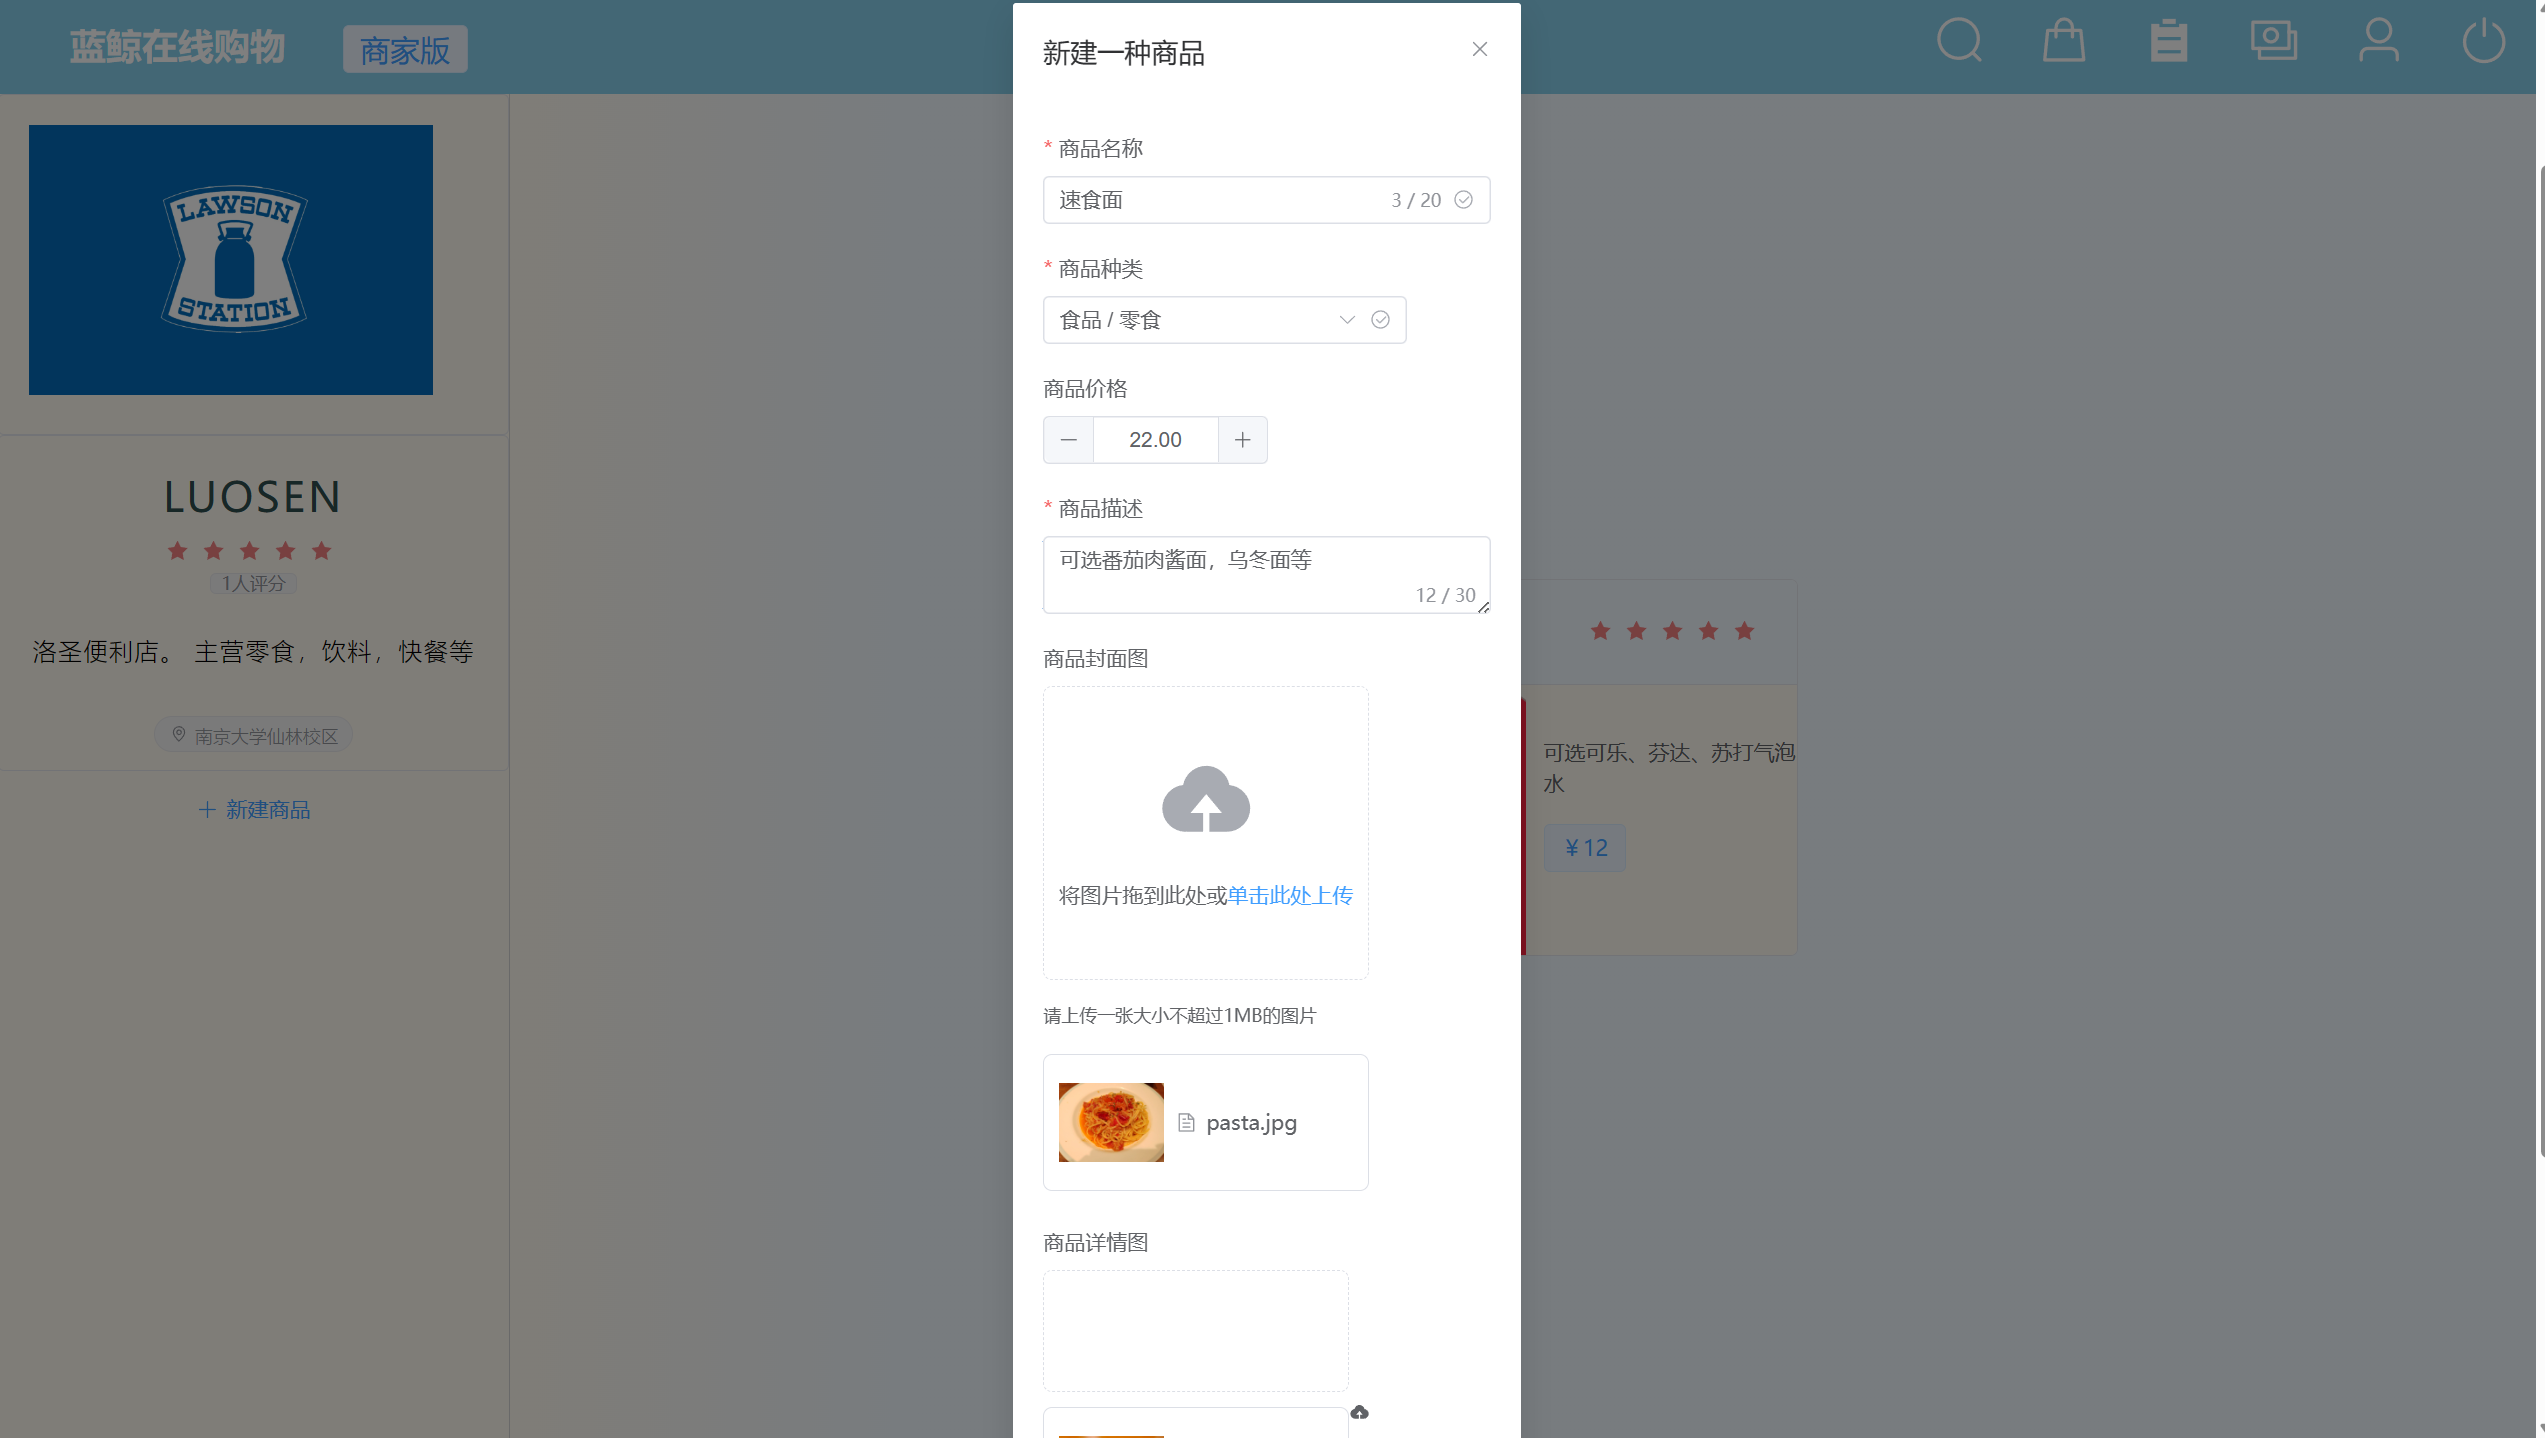 蓝鲸在线购物 商家版
LAWSON
STATION
LUOSEN
1人评分
洛圣便利店。 主营零食，饮料，快餐等
南京大学仙林校区
新建商品
新建一种商品
* 商品名称
速食面 3 / 20
* 商品种类
食品 / 零食
商品价格
22.00
* 商品描述
可选番茄肉酱面，乌冬面等
12 / 30
商品封面图
将图片拖到此处或单击此处上传
请上传一张大小不超过1MB的图片
pasta.jpg
商品详情图
可选可乐、芬达、苏打气泡
水
¥ 12